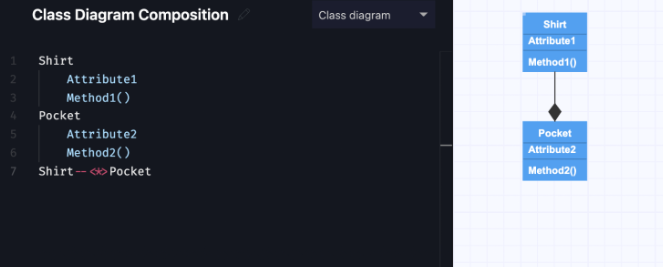 Class Diagram Composition
Class diagram
1 Shirt
2 Attribute1
3 Method1()
4 Pocket
5 Attribute2
6 Method2()
7 Shirt--<*>Pocket
Shirt
Attribute1
Method1()
Pocket
Attribute2
Method2()